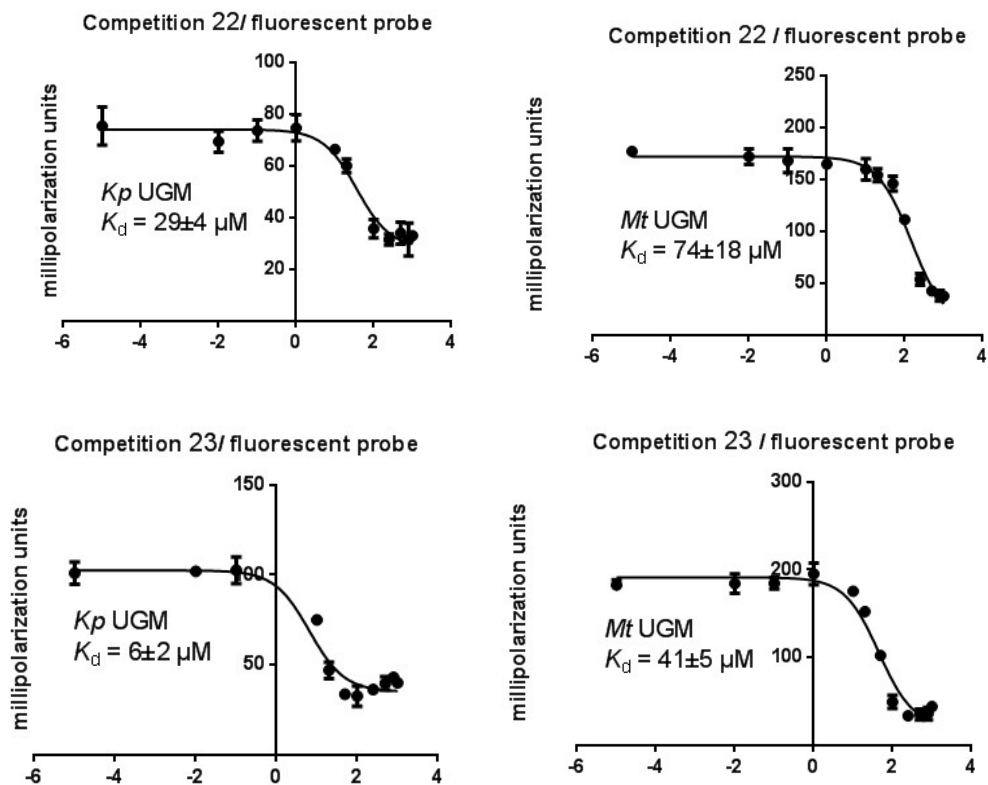 Competition 22/ fluorescent probe
millipolarization units
100
80
60
40
20
Kp UGM
Kd = 29±4 µM
-6 -4 -2 0 2 4
Competition 22 / fluorescent probe
millipolarization units
250
200
150
100
50
Mt UGM
Kd = 74±18 µM
-6 -4 -2 0 2 4
Competition 23/ fluorescent probe
millipolarization units
150
100
50
Kp UGM
Kd = 6±2 µM
-6 -4 -2 0 2 4
Competition 23 / fluorescent probe
millipolarization units
300
200
100
Mt UGM
Kd = 41±5 µM
-6 -4 -2 0 2 4